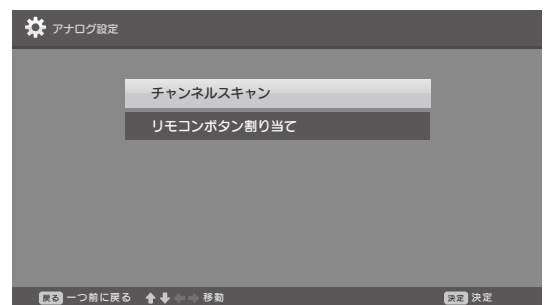 アナログ設定
チャンネルスキャン
リモコンボタン割り当て
戻る 一つ前に戻る 移動 決定 決定